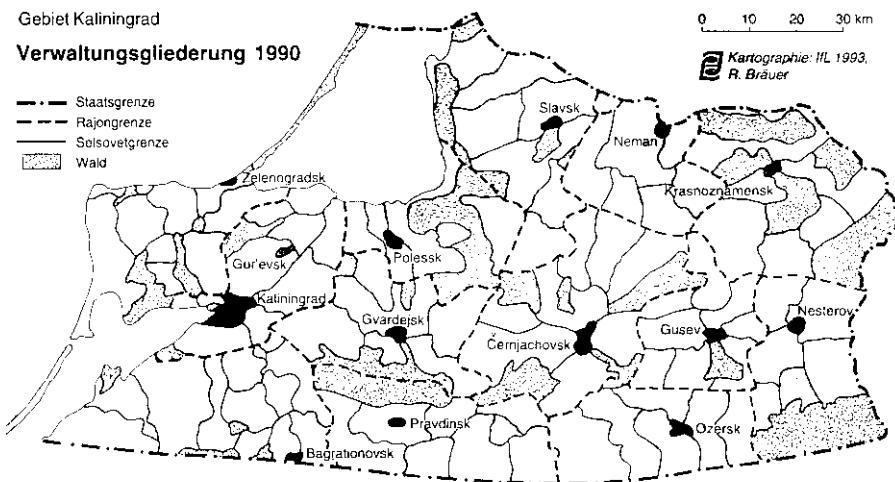 Gebiet Kaliningrad
Verwaltungsgliederung 1990
Staatsgrenze
Rajongrenze
Selsovetgrenze
Wald
0 10 20 30 km
Kartographie: IfL 1993,
R. Bräuer
Slavsk
Neman
Krasnoznamensk
Zelenogradsk
Gur'evsk
Polessk
Kaliningrad
Gvardejsk
Černjachovsk
Gusev
Nesterov
Pravdinsk
Ozersk
Bagrationovsk